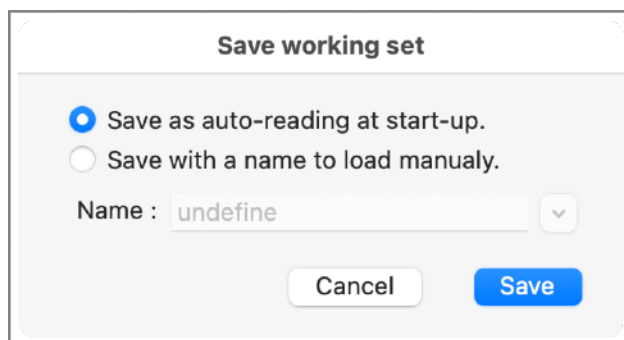 Save working set
Save as auto-reading at start-up.
Save with a name to load manualy.
Name : undefine
Cancel Save